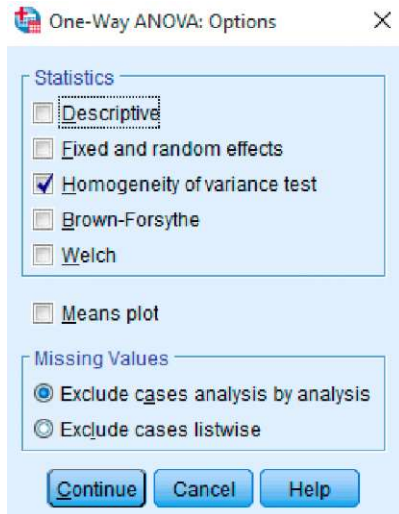 One-Way ANOVA: Options
Statistics
Descriptive
Fixed and random effects
Homogeneity of variance test
Brown-Forsythe
Welch
Means plot
Missing Values
Exclude cases analysis by analysis
Exclude cases listwise
Continue
Cancel
Help